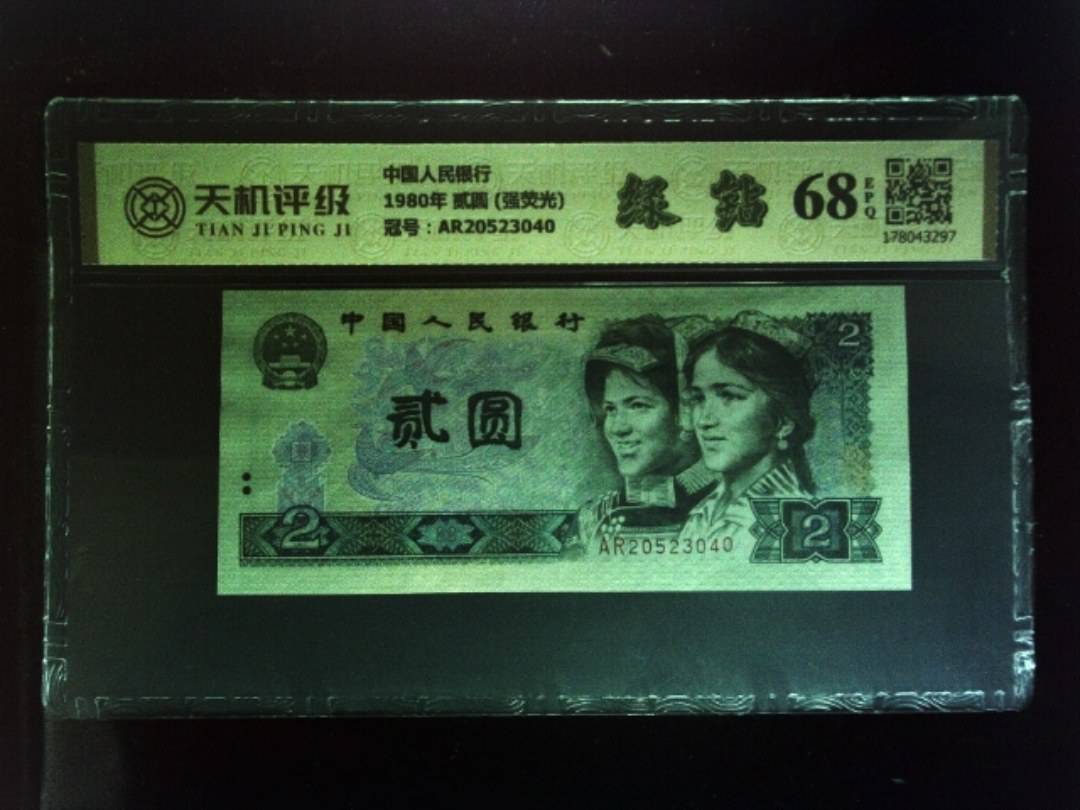 天机评级
TIAN JI PING JI
中国人民银行
1980年 贰圆 (强荧光)
冠号：AR20523040
绿钻
68
EPQ
178043297
中国人民银行
2
贰圆
2
AR20523040
2